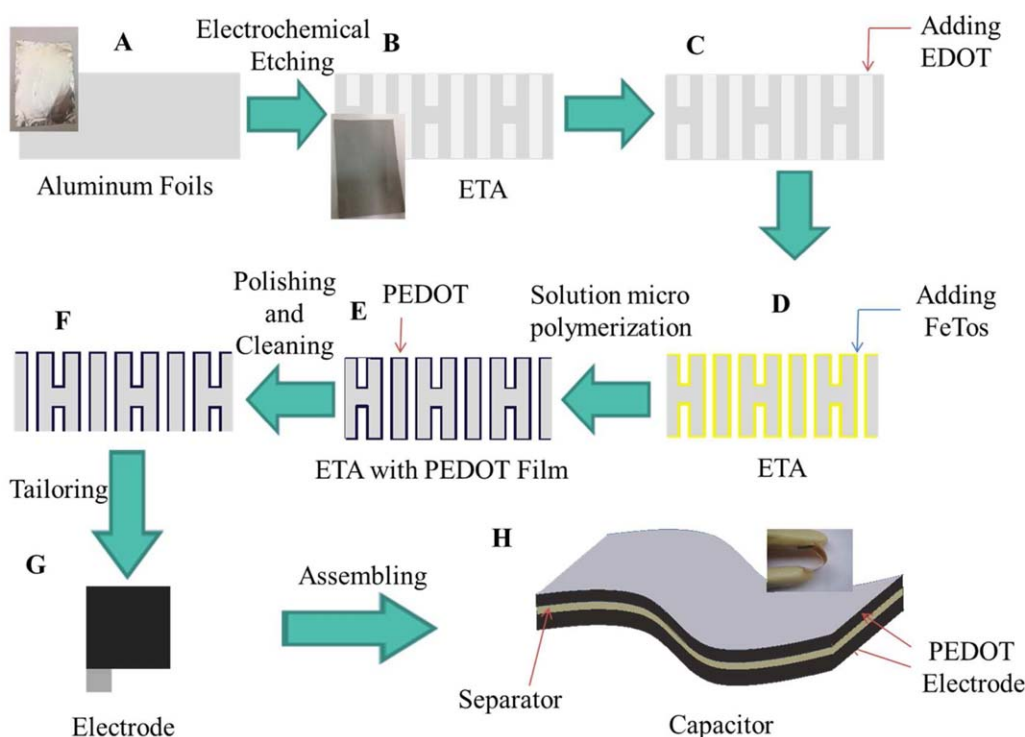 A
Electrochemical
Etching
B
C
Adding
EDOT
Aluminum Foils
ETA
Polishing
and
Cleaning
F
E
PEDOT
Solution micro
polymerization
D
Adding
FeTos
ETA with PEDOT Film
ETA
Tailoring
G
Assembling
H
Electrode
Separator
Capacitor
PEDOT
Electrode